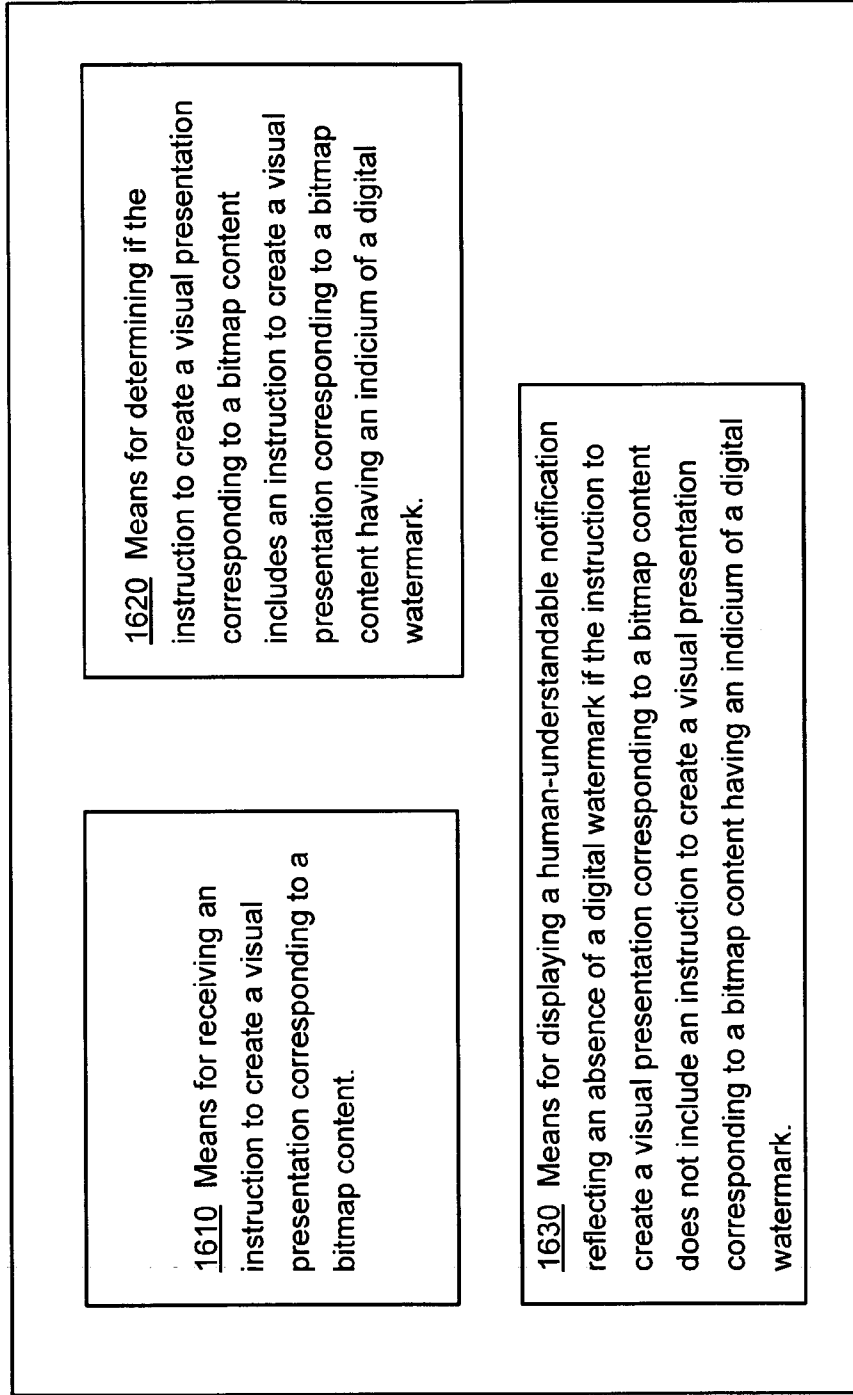 1610 Means for receiving an
instruction to create a visual
presentation corresponding to a
bitmap content.
1620 Means for determining if the
instruction to create a visual presentation
corresponding to a bitmap content
includes an instruction to create a visual
presentation corresponding to a bitmap
content having an indicium of a digital
watermark.
1630 Means for displaying a human-understandable notification
reflecting an absence of a digital watermark if the instruction to
create a visual presentation corresponding to a bitmap content
does not include an instruction to create a visual presentation
corresponding to a bitmap content having an indicium of a digital
watermark.